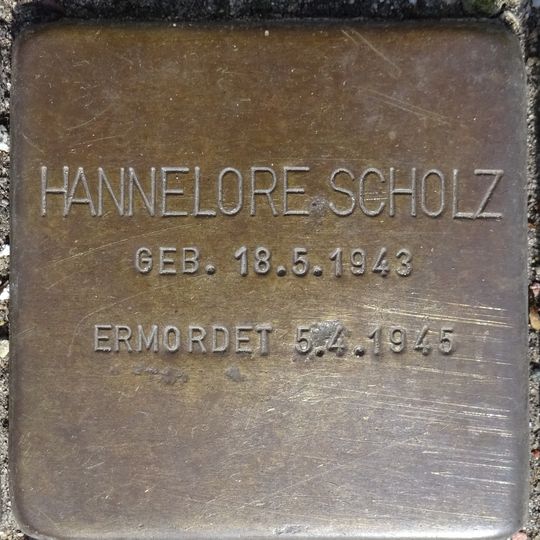 HANNELORE SCHOLZ
GEB. 18.5.1943
ERMORDET 5.4.1945